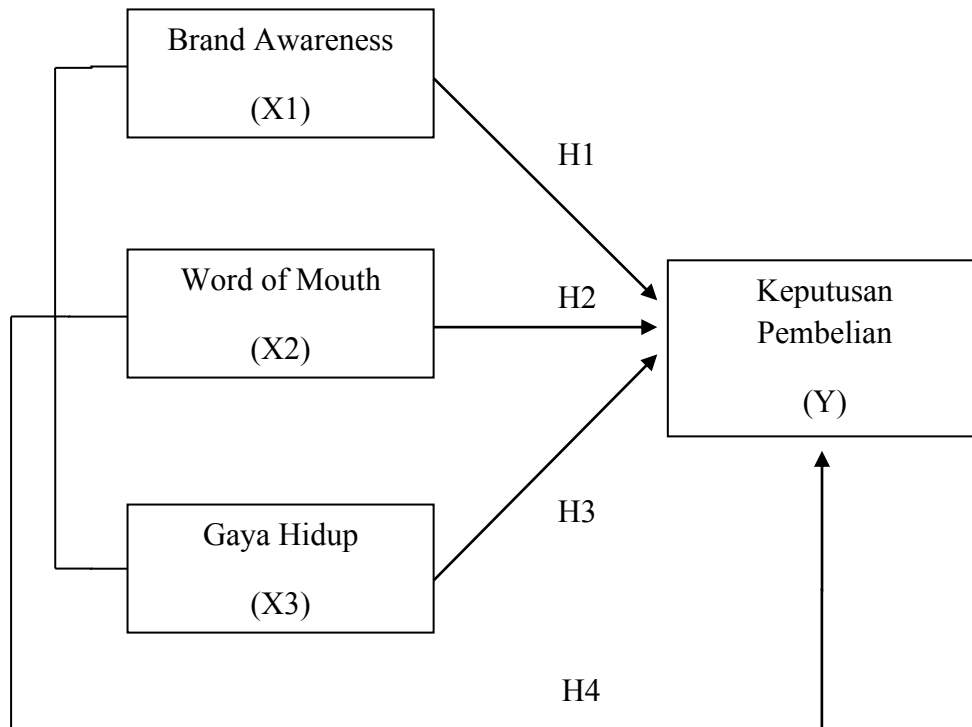 Brand Awareness
(X1)
H1
Word of Mouth
(X2)
H2
Keputusan
Pembelian
(Y)
Gaya Hidup
(X3)
H3
H4